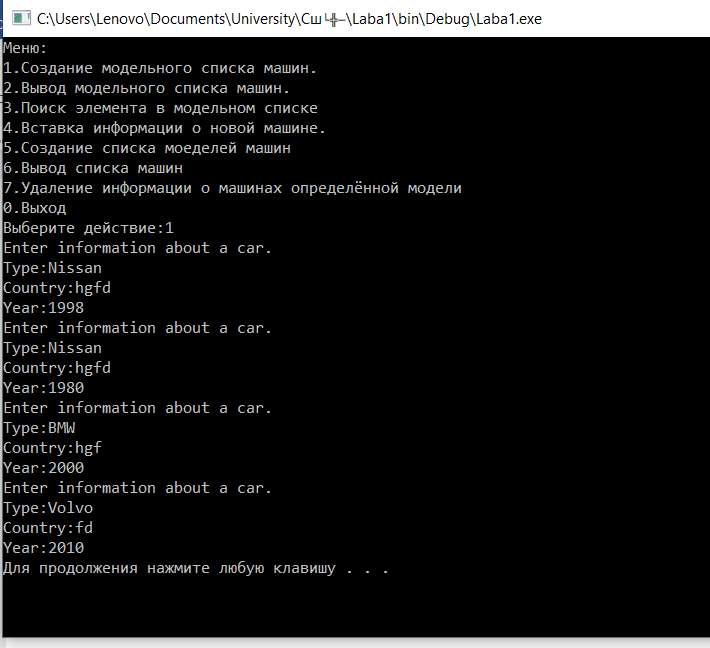 C:\Users\Lenovo\Documents\University\Сш└╬─\Laba1\bin\Debug\Laba1.exe
Меню:
1.Создание модельного списка машин.
2.Вывод модельного списка машин.
3.Поиск элемента в модельном списке
4.Вставка информации о новой машине.
5.Создание списка моеделей машин
6.Вывод списка машин
7.Удаление информации о машинах определённой модели
0.Выход
Выберите действие:1
Enter information about a car.
Type:Nissan
Country:hgfd
Year:1998
Enter information about a car.
Type:Nissan
Country:hgfd
Year:1980
Enter information about a car.
Type:BMW
Country:hgf
Year:2000
Enter information about a car.
Type:Volvo
Country:fd
Year:2010
Для продолжения нажмите любую клавишу . . .